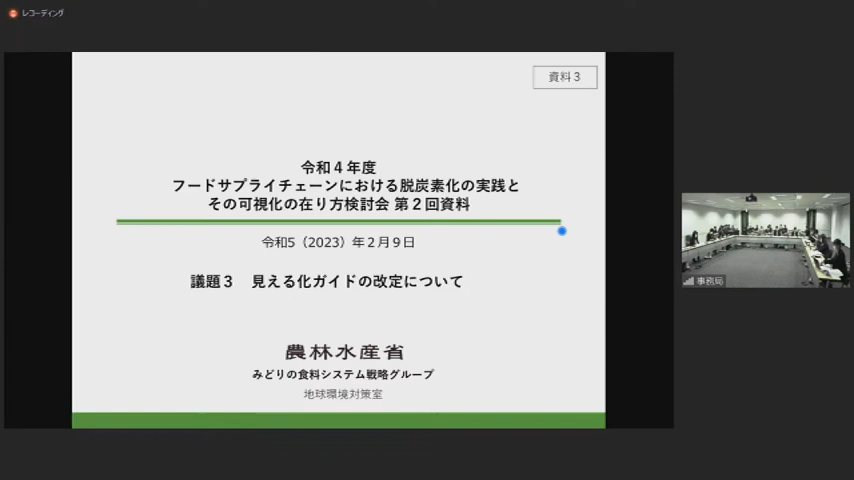 レコーディング
資料３
令和４年度
フードサプライチェーンにおける脱炭素化の実践と
その可視化の在り方検討会 第２回資料
令和5（2023）年２月９日
議題３　見える化ガイドの改定について
農林水産省
みどりの食料システム戦略グループ
地球環境対策室
事務局